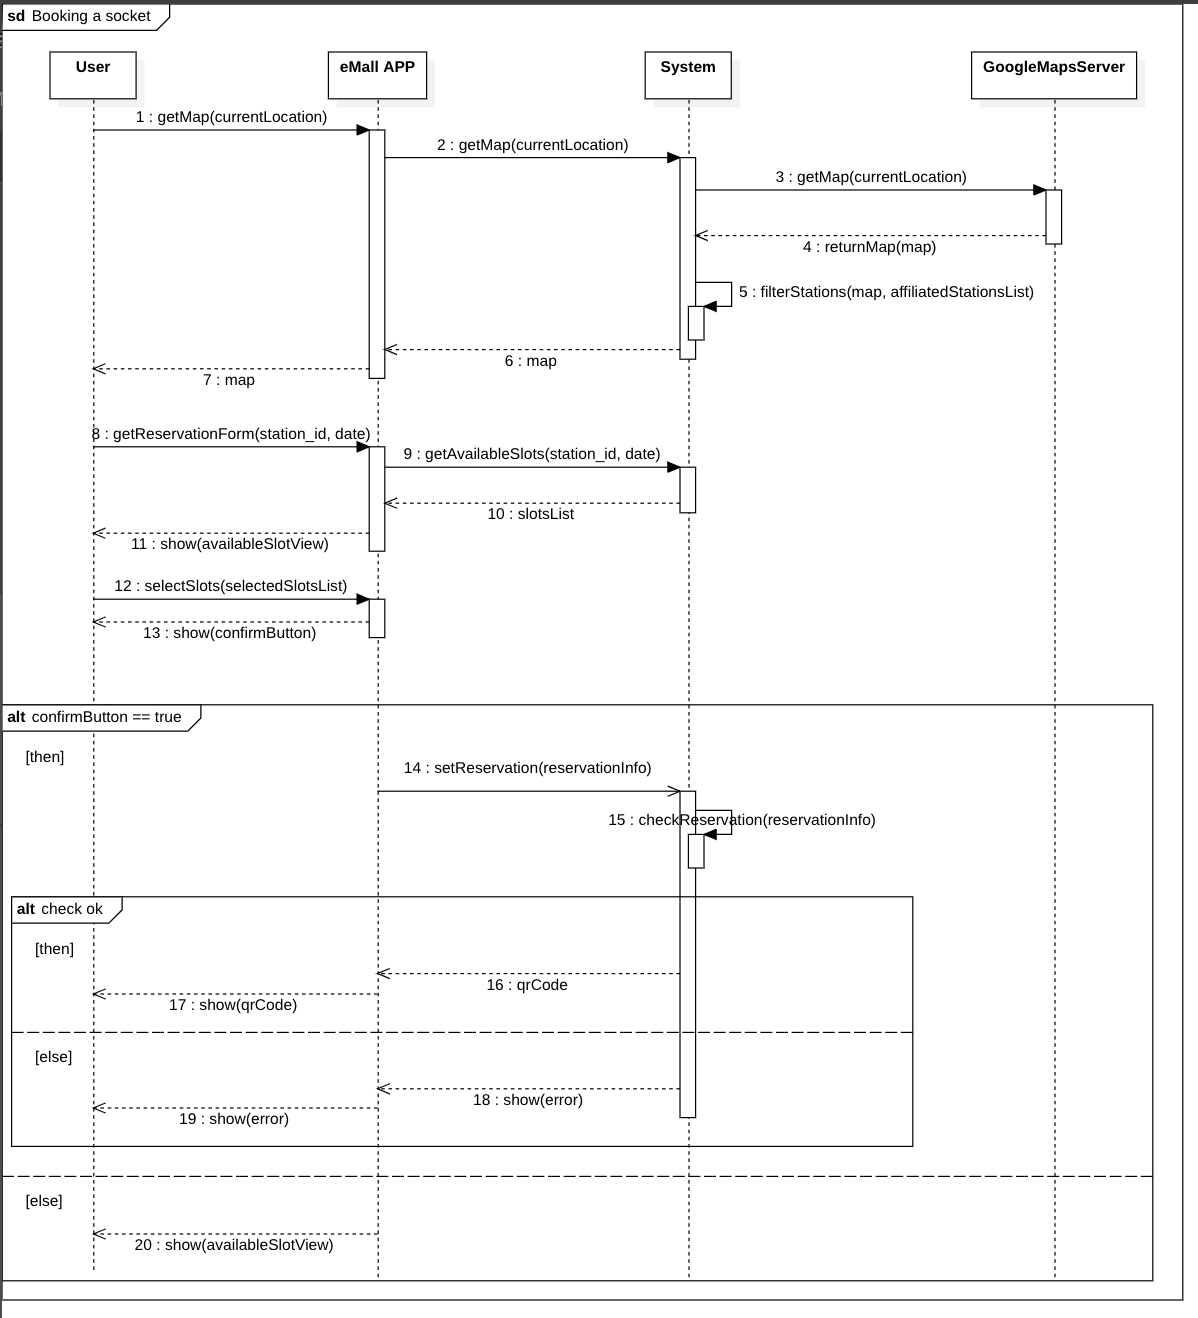 sd Booking a socket
User
eMall APP
System
GoogleMapsServer
1 : getMap(currentLocation)
2 : getMap(currentLocation)
3 : getMap(currentLocation)
4 : returnMap(map)
5 : filterStations(map, affiliatedStationsList)
6 : map
7 : map
8 : getReservationForm(station_id, date)
9 : getAvailableSlots(station_id, date)
10 : slotsList
11 : show(availableSlotView)
12 : selectSlots(selectedSlotsList)
13 : show(confirmButton)
alt confirmButton == true
[then]
14 : setReservation(reservationInfo)
15 : checkReservation(reservationInfo)
alt check ok
[then]
16 : qrCode
17 : show(qrCode)
[else]
18 : show(error)
19 : show(error)
[else]
20 : show(availableSlotView)